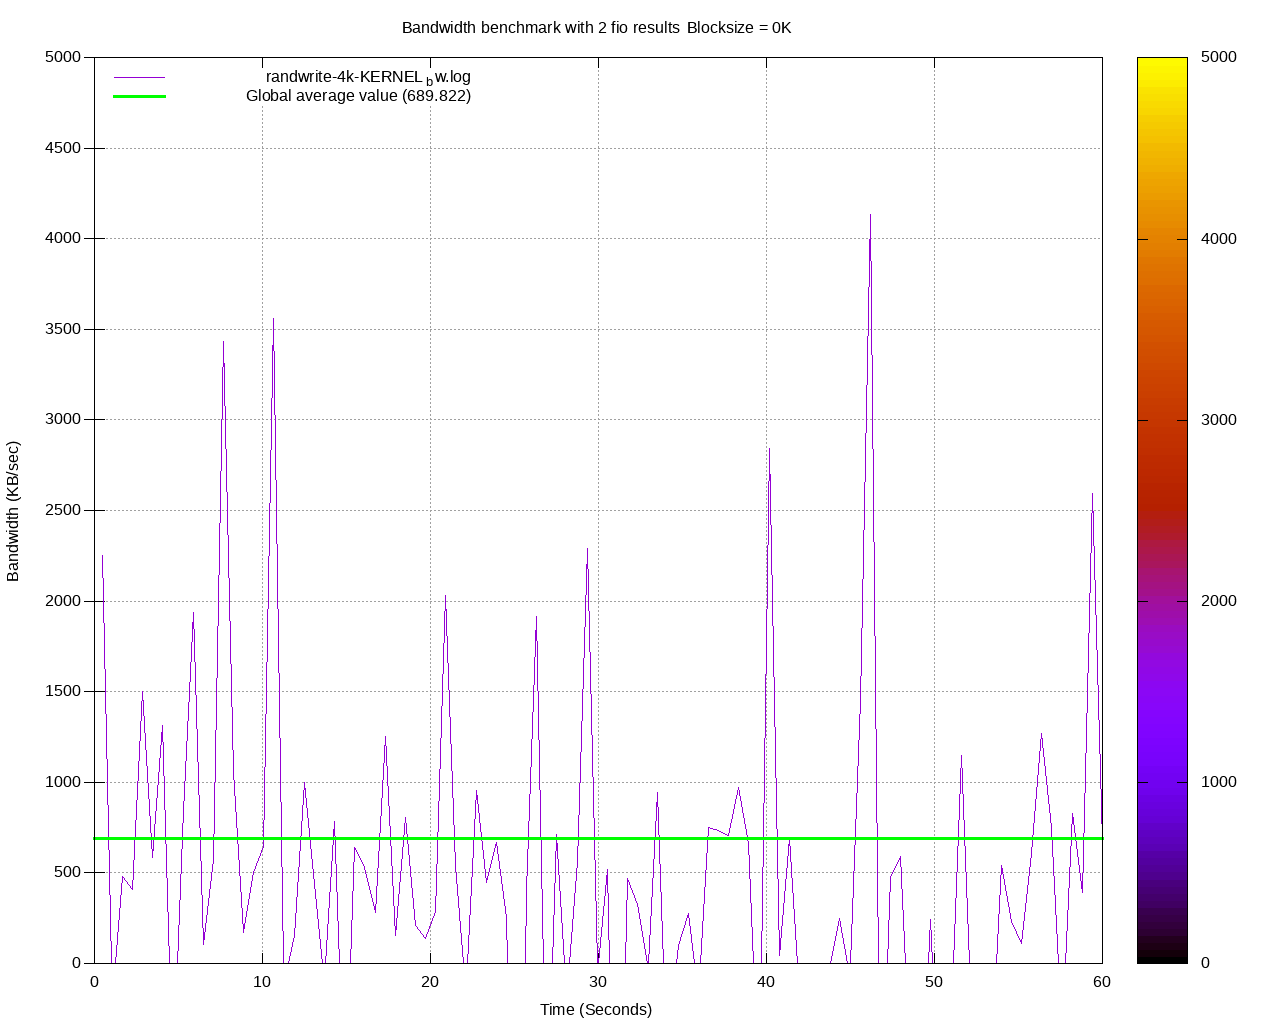 Bandwidth benchmark with 2 fio results Blocksize = 0K
randwrite-4k-KERNELbw.log
Global average value (689.822)
5000
4500
4000
3500
3000
2500
2000
1500
1000
500
0
Bandwidth (KB/sec)
0 10 20 30 40 50 60
Time (Seconds)
5000
4000
3000
2000
1000
0